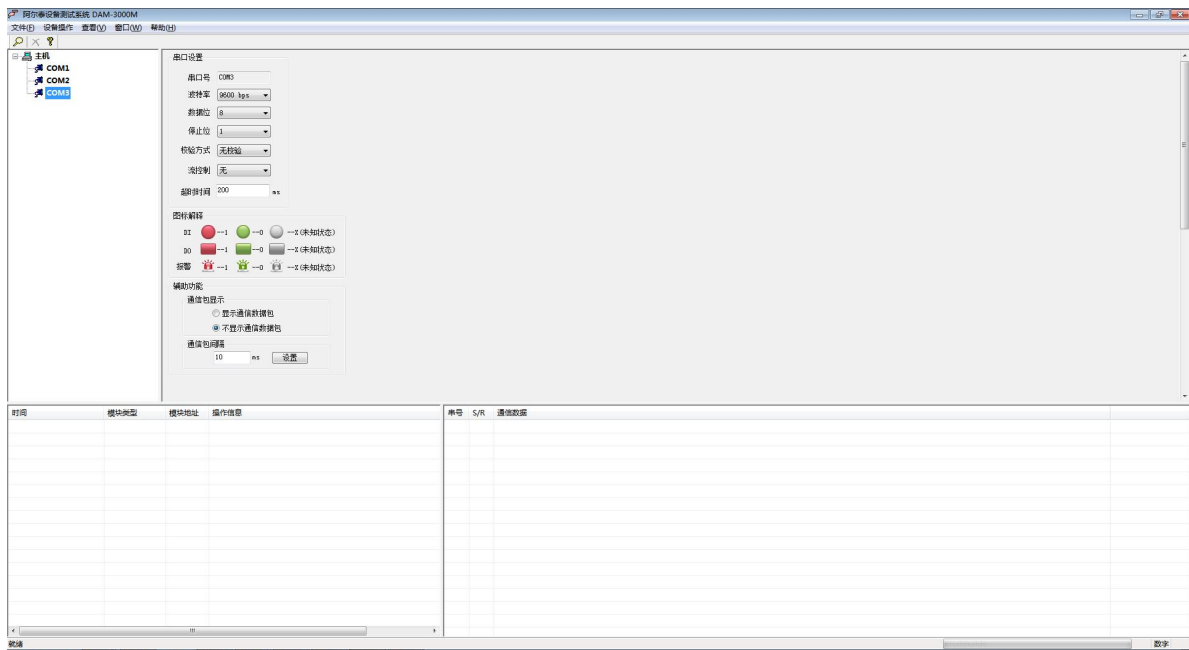 阿尔泰设备测试系统 DAM-3000M
文件(F) 设备操作 查看(V) 窗口(W) 帮助(H)
主机
COM1
COM2
COM3
串口设置
串口号 COM3
波特率 9600 bps
数据位 8
停止位 1
校验方式 无校验
流控制 无
超时时间 200 ms
图标解释
DI --1 --0 --X(未知状态)
DO --1 --0 --X(未知状态)
报警 --1 --0 --X(未知状态)
辅助功能
通信包显示
显示通信数据包
不显示通信数据包
通信包间隔
10 ms 设置
时间 模块类型 模块地址 操作信息
串号 S/R 通信数据
就绪 数字